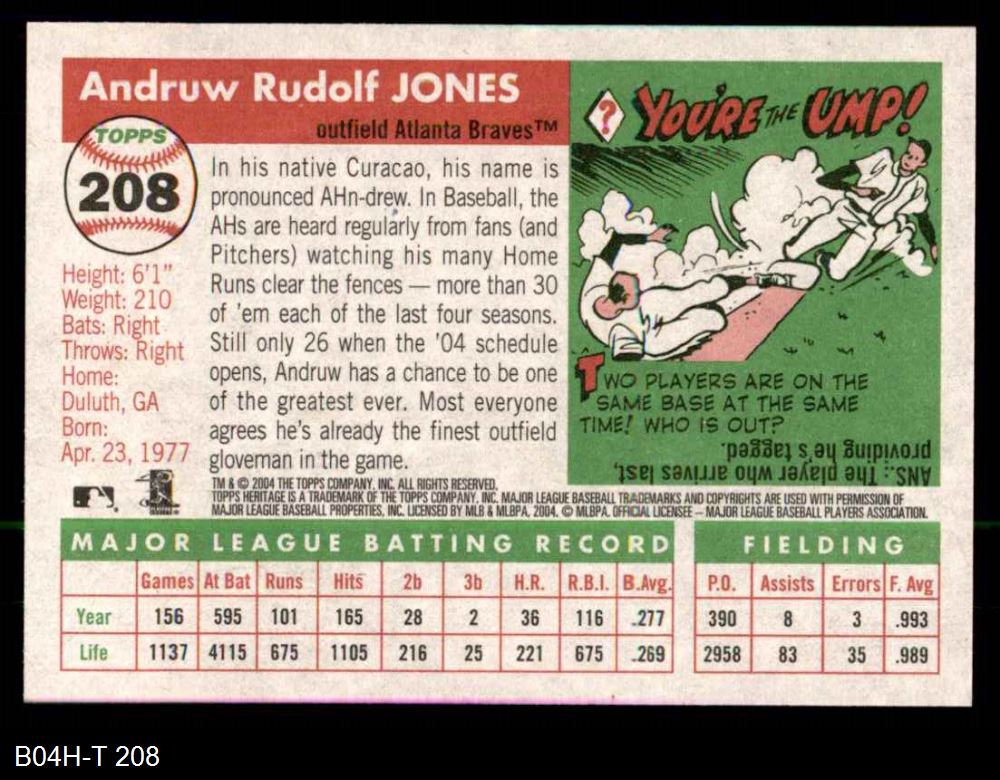 Andruw Rudolf JONES
outfield Atlanta Braves™
TOPPS
208
Height: 6'1"
Weight: 210
Bats: Right
Throws: Right
Home:
Duluth, GA
Born:
Apr. 23, 1977
In his native Curacao, his name is
pronounced AHn-drew. In Baseball, the
AHs are heard regularly from fans (and
Pitchers) watching his many Home
Runs clear the fences — more than 30
of 'em each of the last four seasons.
Still only 26 when the '04 schedule
opens, Andruw has a chance to be one
of the greatest ever. Most everyone
agrees he's already the finest outfield
gloveman in the game.
? YOU'RE THE UMP!
TWO PLAYERS ARE ON THE
SAME BASE AT THE SAME
TIME! WHO IS OUT?
ANS.: The player who arrives last,
providing he's tagged.
TM & © 2004 THE TOPPS COMPANY, INC. ALL RIGHTS RESERVED.
TOPPS HERITAGE IS A TRADEMARK OF THE TOPPS COMPANY, INC. MAJOR LEAGUE BASEBALL TRADEMARKS AND COPYRIGHTS ARE USED WITH PERMISSION OF
MAJOR LEAGUE BASEBALL PROPERTIES, INC. LICENSED BY MLB & MLBPA, 2004. © MLBPA. OFFICIAL LICENSEE – MAJOR LEAGUE BASEBALL PLAYERS ASSOCIATION.
MAJOR LEAGUE BATTING RECORD FIELDING
Games At Bat Runs Hits 2b 3b H.R. R.B.I. B.Avg. P.O. Assists Errors F. Avg
Year 156 595 101 165 28 2 36 116 .277 390 8 3 .993
Life 1137 4115 675 1105 216 25 221 675 .269 2958 83 35 .989
B04H-T 208